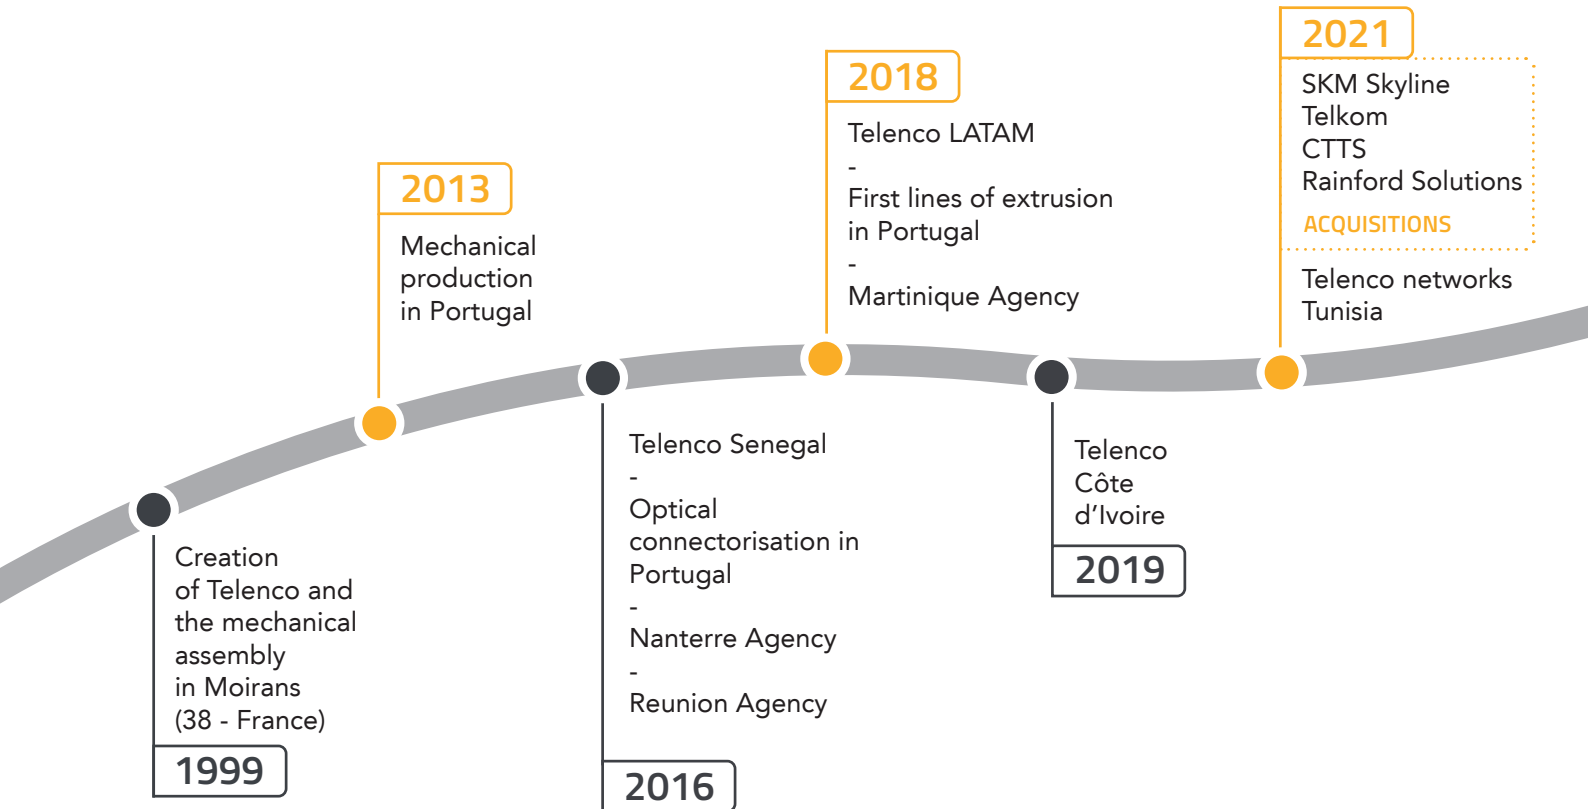 1999
Creation
of Telenco and
the mechanical
assembly
in Moirans
(38 - France)
2013
Mechanical
production
in Portugal
2016
Telenco Senegal
-
Optical
connectorisation in
Portugal
-
Nanterre Agency
-
Reunion Agency
2018
Telenco LATAM
-
First lines of extrusion
in Portugal
-
Martinique Agency
2019
Telenco
Côte
d’Ivoire
2021
SKM Skyline
Telkom
CTTS
Rainford Solutions
ACQUISITIONS
Telenco networks
Tunisia